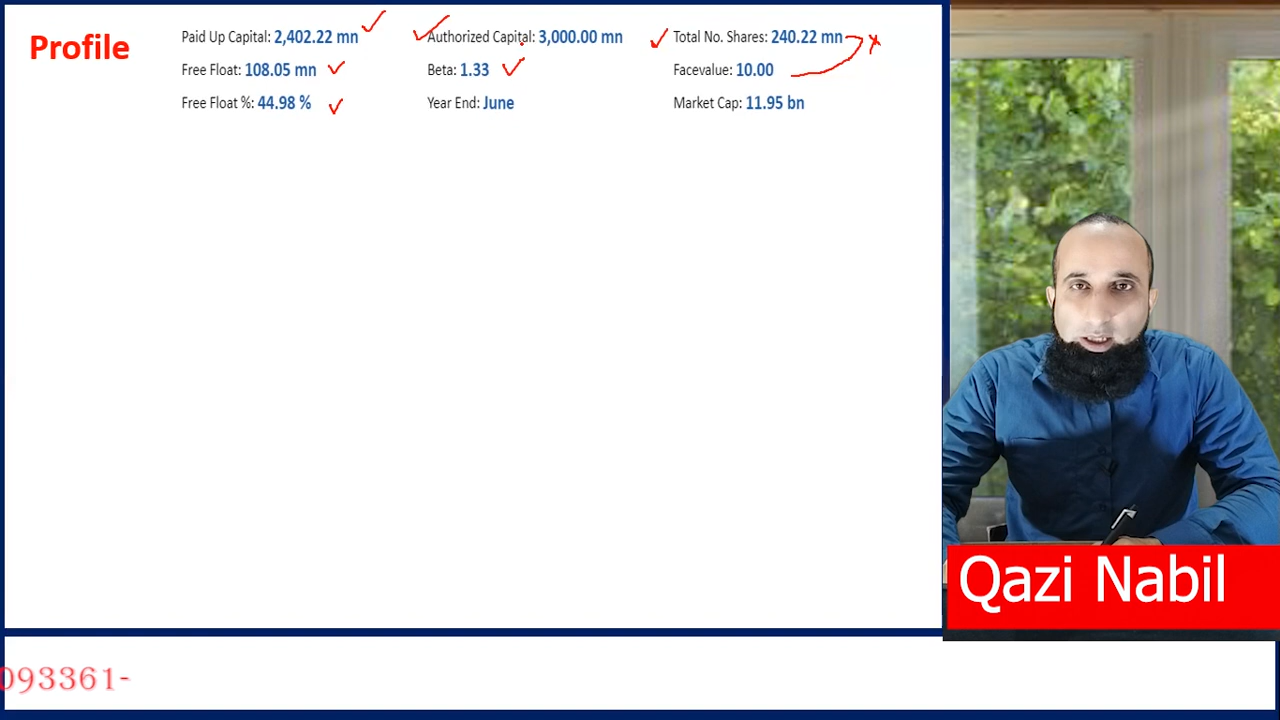 Profile
Paid Up Capital: 2,402.22 mn
Authorized Capital: 3,000.00 mn
Total No. Shares: 240.22 mn
Free Float: 108.05 mn
Beta: 1.33
Facevalue: 10.00
Free Float %: 44.98 %
Year End: June
Market Cap: 11.95 bn
Qazi Nabil
093361-